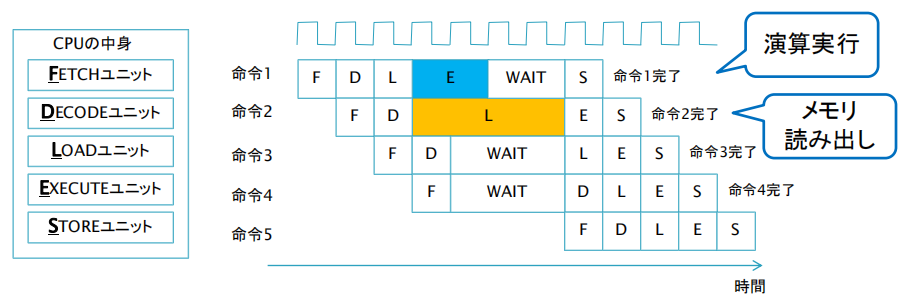 CPUの中身
FETCHユニット
DECODEユニット
LOADユニット
EXECUTEユニット
STOREユニット
命令1 F D L E WAIT S 命令1完了
命令2 F D L E S 命令2完了
命令3 F D WAIT L E S 命令3完了
命令4 F WAIT D L E S 命令4完了
命令5 F D L E S
時間
演算実行
メモリ
読み出し